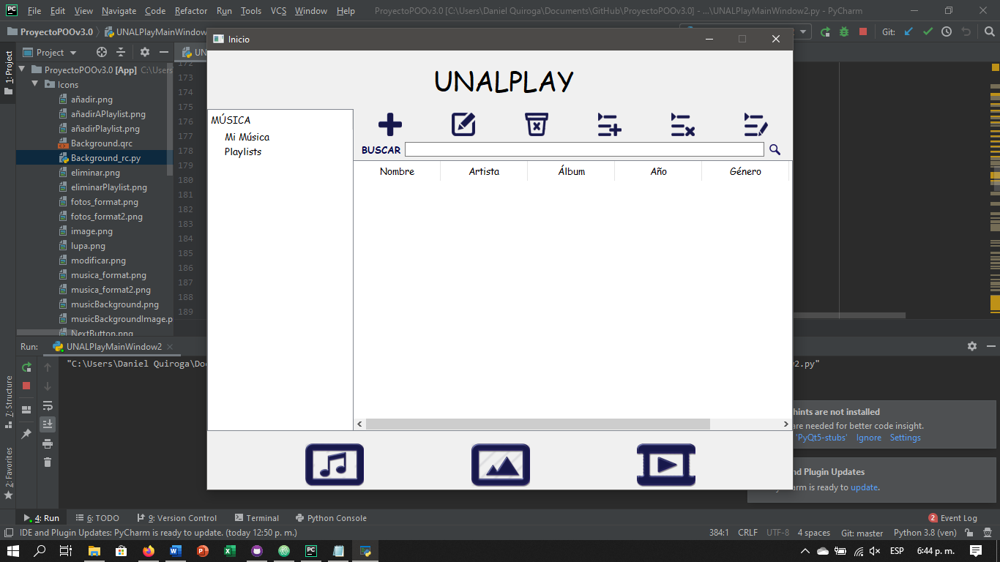 File Edit View Navigate Code Refactor Run Tools VCS Window Help ProyectoPOOv3.0 [C:\Users\Daniel Quiroga\Documents\GitHub\ProyectoPOOv3.0] - ...\UNALPlayMainWindow2.py - PyCharm
ProyectoPOOv3.0 UNALPlayMainWindow Git:
Inicio
1: Project
Project
UN
ProyectoPOOv3.0 [App] C:\Users
Icons
añadir.png
añadirAPlaylist.png
añadirPlaylist.png
Background.qrc
Background_rc.py
eliminar.png
eliminarPlaylist.png
fotos_format.png
fotos_format2.png
image.png
lupa.png
modificar.png
musica_format.png
musica_format2.png
musicBackground.png
musicBackgroundImage.p
NextButton.png
172
173
174
175
176
177
178
179
180
181
182
183
184
185
186
187
188
189
UNALPLAY
MÚSICA
Mi Música
Playlists
BUSCAR
Nombre Artista Álbum Año Género
Run: UNALPlayMainWindow2
"C:\Users\Daniel Quiroga\Do
2.py"
7: Structure
2: Favorites
hints are not installed
are needed for better code insight.
'PyQt5-stubs' Ignore Settings
nd Plugin Updates
harm is ready to update.
4: Run 6: TODO 9: Version Control Terminal Python Console 2 Event Log
IDE and Plugin Updates: PyCharm is ready to update. (today 12:50 p. m.) 384:1 CRLF UTF-8 4 spaces Git: master Python 3.8 (ven)
ESP 6:44 p. m.